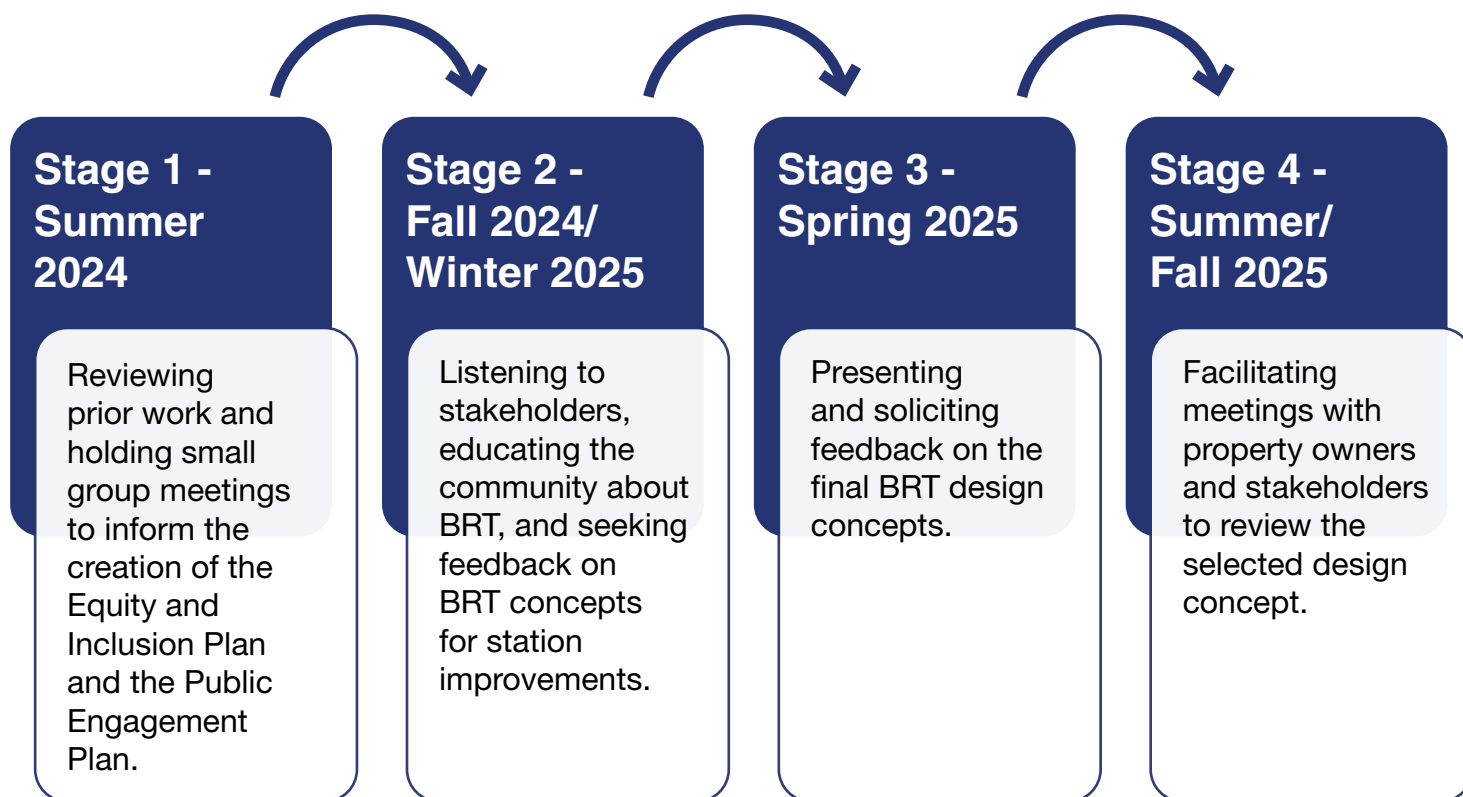 Stage 1 -
Summer
2024
Reviewing
prior work and
holding small
group meetings
to inform the
creation of the
Equity and
Inclusion Plan
and the Public
Engagement
Plan.
Stage 2 -
Fall 2024/
Winter 2025
Listening to
stakeholders,
educating the
community about
BRT, and seeking
feedback on
BRT concepts
for station
improvements.
Stage 3 -
Spring 2025
Presenting
and soliciting
feedback on the
final BRT design
concepts.
Stage 4 -
Summer/
Fall 2025
Facilitating
meetings with
property owners
and stakeholders
to review the
selected design
concept.